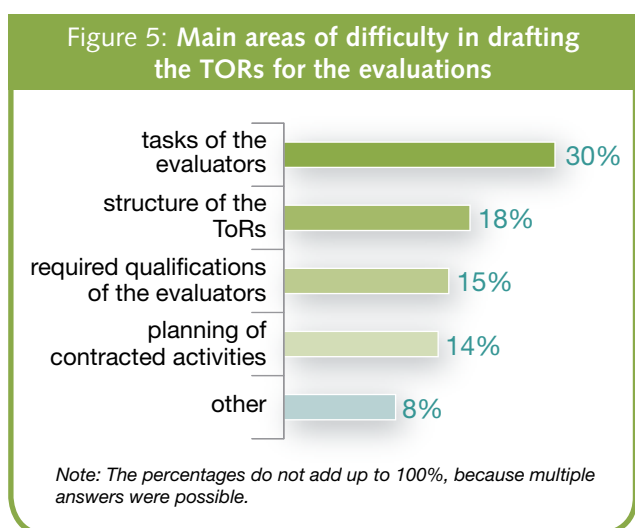 Figure 5: Main areas of difficulty in drafting
the TORs for the evaluations
tasks of the
evaluators
30%
structure of the
ToRs
18%
required qualifications
of the evaluators
15%
planning of
contracted activities
14%
other
8%
Note: The percentages do not add up to 100%, because multiple
answers were possible.